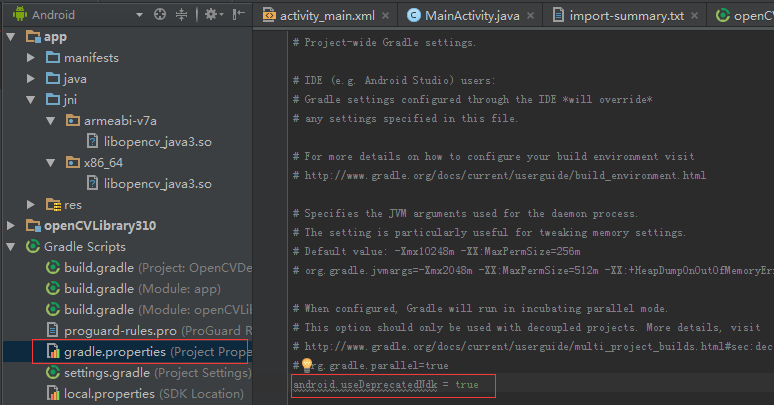 Android
activity_main.xml
MainActivity.java
import-summary.txt
openCV
app
manifests
java
jni
armeabi-v7a
libopencv_java3.so
x86_64
libopencv_java3.so
res
openCVLibrary310
Gradle Scripts
build.gradle (Project: OpenCVDe
build.gradle (Module: app)
build.gradle (Module: openCVLi
proguard-rules.pro (ProGuard R
gradle.properties (Project Prope
settings.gradle (Project Settings)
local.properties (SDK Location)
# Project-wide Gradle settings.
# IDE (e.g. Android Studio) users:
# Gradle settings configured through the IDE *will override*
# any settings specified in this file.
# For more details on how to configure your build environment visit
# http://www.gradle.org/docs/current/userguide/build_environment.html
# Specifies the JVM arguments used for the daemon process.
# The setting is particularly useful for tweaking memory settings.
# Default value: -Xmx10248m -XX:MaxPermSize=256m
# org.gradle.jvmargs=-Xmx2048m -XX:MaxPermSize=512m -XX:+HeapDumpOnOutOfMemoryErr
# When configured, Gradle will run in incubating parallel mode.
# This option should only be used with decoupled projects. More details, visit
# http://www.gradle.org/docs/current/userguide/multi_project_builds.html#sec:dec
# rg.gradle.parallel=true
android.useDeprecatedNdk = true